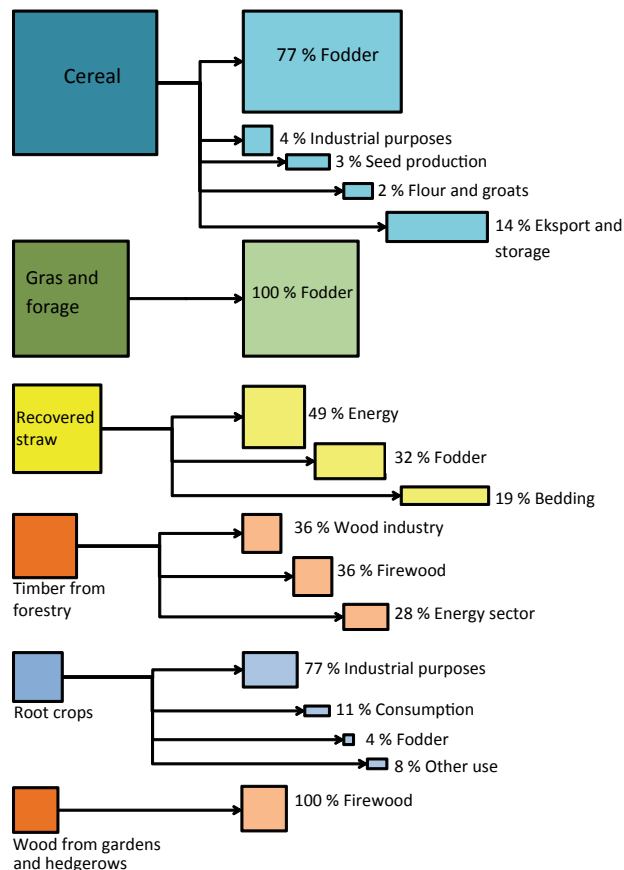 Cereal
77 % Fodder
4 % Industrial purposes
3 % Seed production
2 % Flour and groats
14 % Eksport and
storage
Gras and
forage
100 % Fodder
Recovered
straw
49 % Energy
32 % Fodder
19 % Bedding
Timber from
forestry
36 % Wood industry
36 % Firewood
28 % Energy sector
Root crops
77 % Industrial purposes
11 % Consumption
4 % Fodder
8 % Other use
Wood from gardens
and hedgerows
100 % Firewood